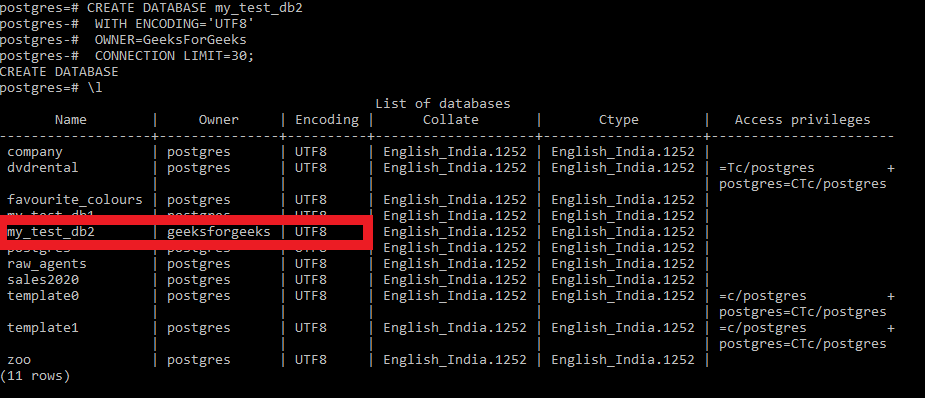 postgres=# CREATE DATABASE my_test_db2
postgres-#  WITH ENCODING='UTF8'
postgres-#  OWNER=GeeksForGeeks
postgres-#  CONNECTION LIMIT=30;
CREATE DATABASE
postgres=# \l
List of databases
Name | Owner | Encoding | Collate | Ctype | Access privileges
-------------------+---------------+----------+--------------------+--------------------+-----------------------
company | postgres | UTF8 | English_India.1252 | English_India.1252 |
dvdrental | postgres | UTF8 | English_India.1252 | English_India.1252 | =Tc/postgres +
| | | | | postgres=CTc/postgres
favourite_colours | postgres | UTF8 | English_India.1252 | English_India.1252 |
my_test_db1 | postgres | UTF8 | English_India.1252 | English_India.1252 |
my_test_db2 | geeksforgeeks | UTF8 | English_India.1252 | English_India.1252 |
postgres | postgres | UTF8 | English_India.1252 | English_India.1252 |
raw_agents | postgres | UTF8 | English_India.1252 | English_India.1252 |
sales2020 | postgres | UTF8 | English_India.1252 | English_India.1252 |
template0 | postgres | UTF8 | English_India.1252 | English_India.1252 | =c/postgres +
| | | | | postgres=CTc/postgres
template1 | postgres | UTF8 | English_India.1252 | English_India.1252 | =c/postgres +
| | | | | postgres=CTc/postgres
zoo | postgres | UTF8 | English_India.1252 | English_India.1252 |
(11 rows)